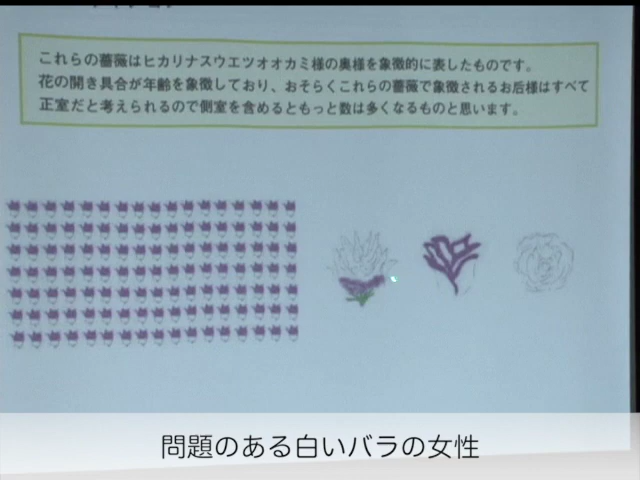 これらの薔薇はヒカリナスウエツオオカミ様の奥様を象徴的に表したものです。
花の開き具合が年齢を象徴しており、おそらくこれらの薔薇で象徴されるお后様はすべて
正室だと考えられるので側室を含めるともっと数は多くなるものと思います。
問題のある白いバラの女性